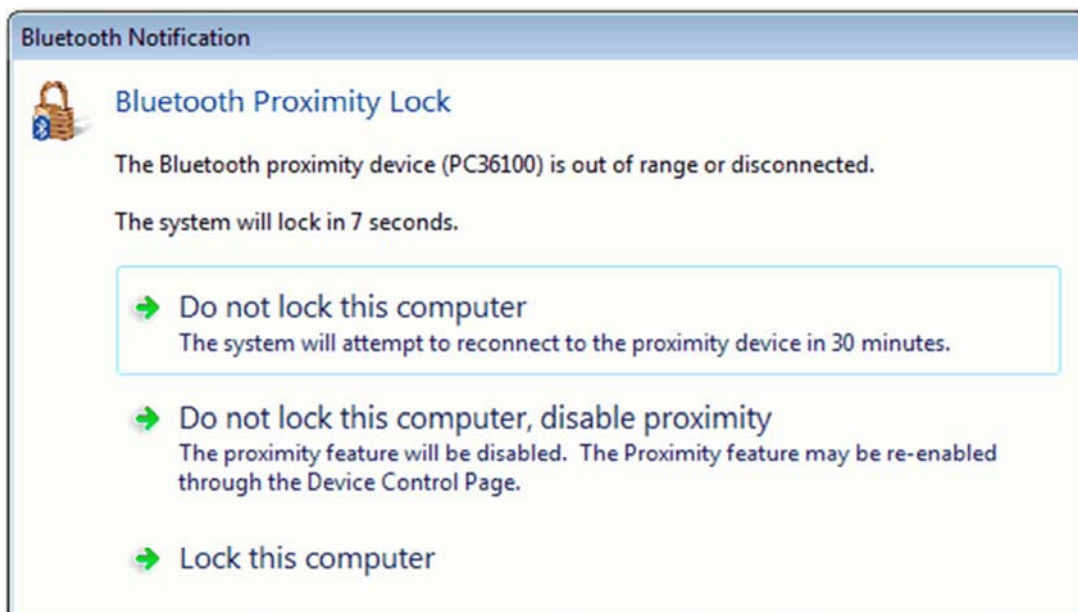 Bluetooth Notification
Bluetooth Proximity Lock
The Bluetooth proximity device (PC36100) is out of range or disconnected.
The system will lock in 7 seconds.
Do not lock this computer
The system will attempt to reconnect to the proximity device in 30 minutes.
Do not lock this computer, disable proximity
The proximity feature will be disabled.  The Proximity feature may be re-enabled
through the Device Control Page.
Lock this computer